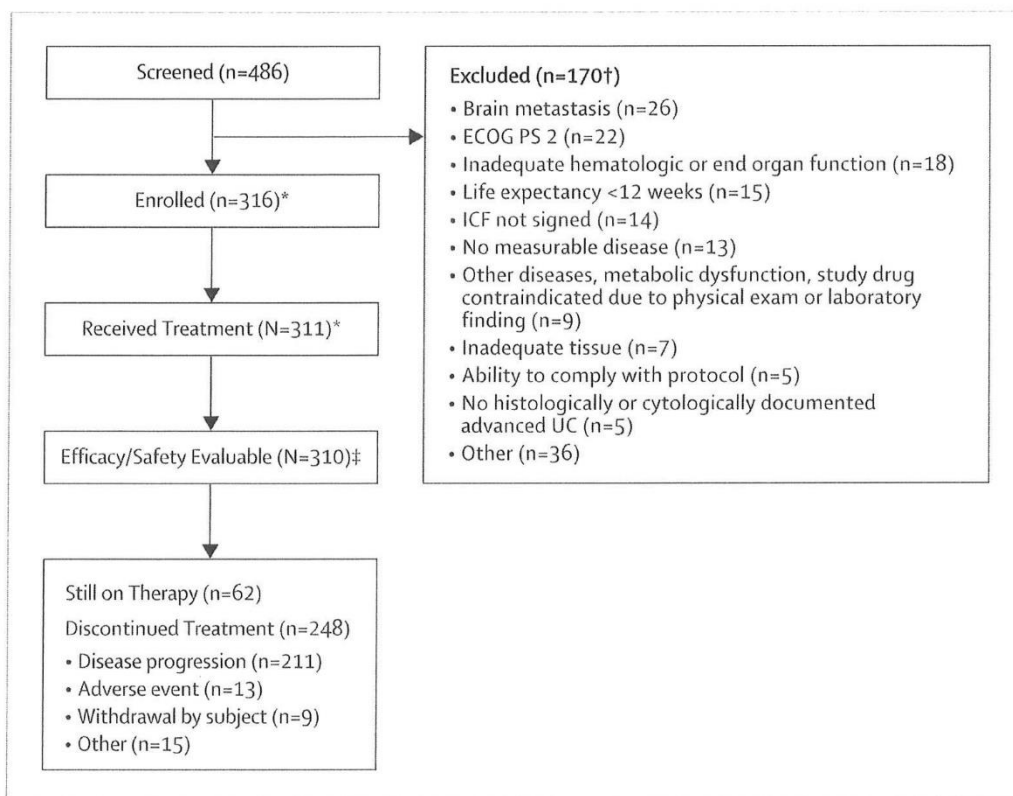 Screened (n=486)
Enrolled (n=316)*
Received Treatment (N=311)*
Efficacy/Safety Evaluable (N=310)‡
Still on Therapy (n=62)
Discontinued Treatment (n=248)
• Disease progression (n=211)
• Adverse event (n=13)
• Withdrawal by subject (n=9)
• Other (n=15)
Excluded (n=170†)
• Brain metastasis (n=26)
• ECOG PS 2 (n=22)
• Inadequate hematologic or end organ function (n=18)
• Life expectancy <12 weeks (n=15)
• ICF not signed (n=14)
• No measurable disease (n=13)
• Other diseases, metabolic dysfunction, study drug
contraindicated due to physical exam or laboratory
finding (n=9)
• Inadequate tissue (n=7)
• Ability to comply with protocol (n=5)
• No histologically or cytologically documented
advanced UC (n=5)
• Other (n=36)